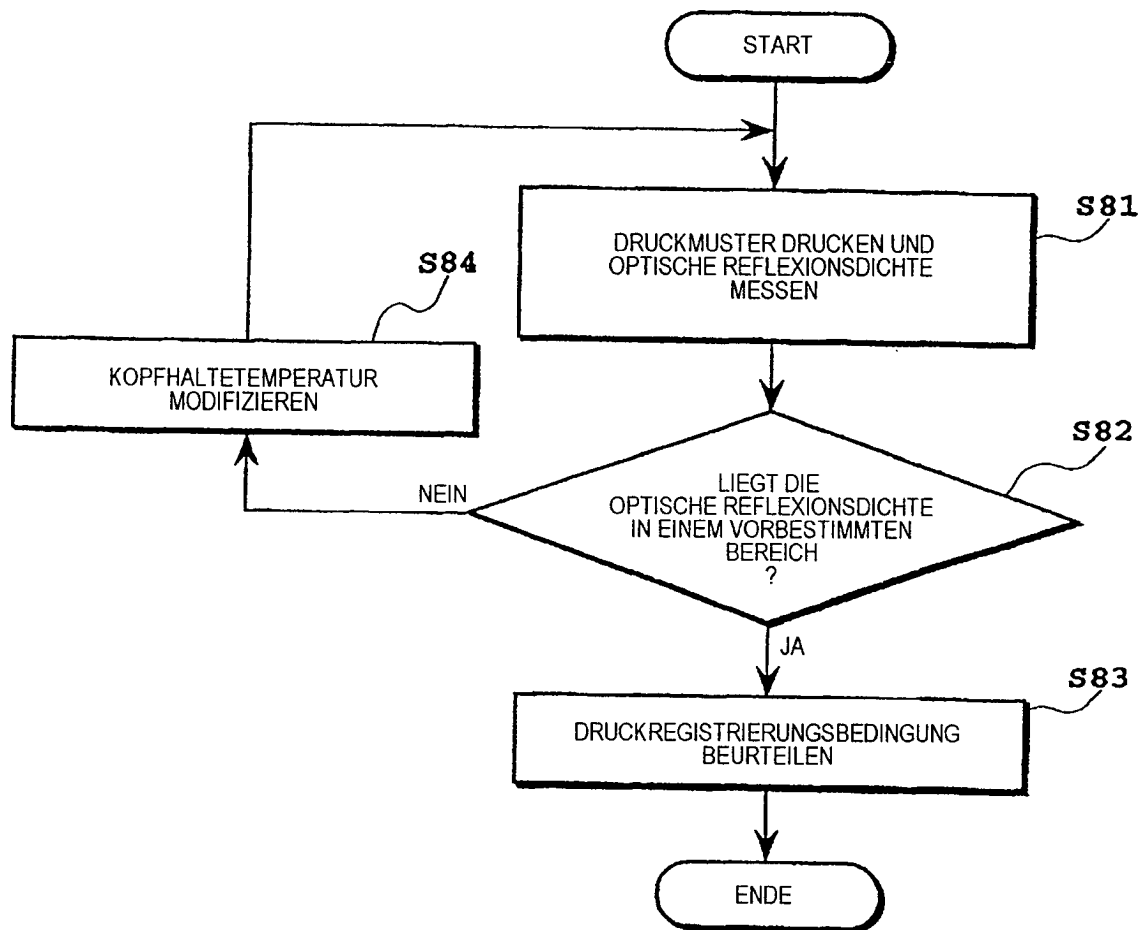 START
S81
DRUCKMUSTER DRUCKEN UND
OPTISCHE REFLEXIONSDICHTE
MESSEN
S84
KOPFHALTETEMPERATUR
MODIFIZIEREN
S82
NEIN
LIEGT DIE
OPTISCHE REFLEXIONSDICHTE
IN EINEM VORBESTIMMTEN
BEREICH
?
JA
S83
DRUCKREGISTRIERUNGSBEDINGUNG
BEURTEILEN
ENDE